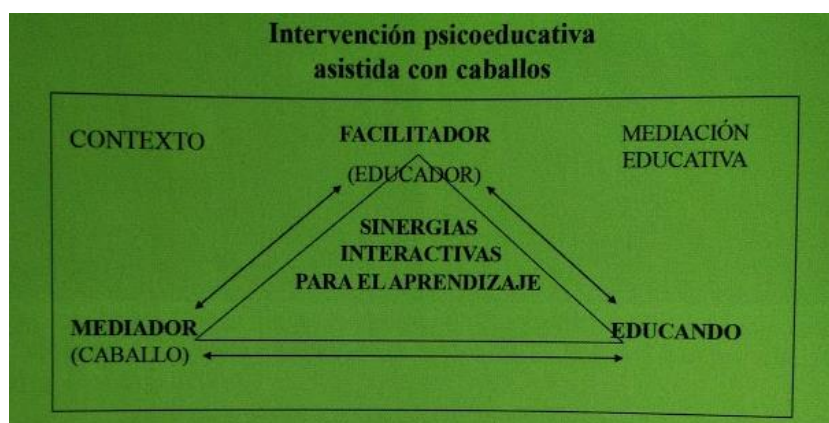 Intervención psicoeducativa
asistida con caballos
CONTEXTO
FACILITADOR
(EDUCADOR)
MEDIACIÓN
EDUCATIVA
SINERGIAS
INTERACTIVAS
PARA EL APRENDIZAJE
MEDIADOR
(CABALLO)
EDUCANDO